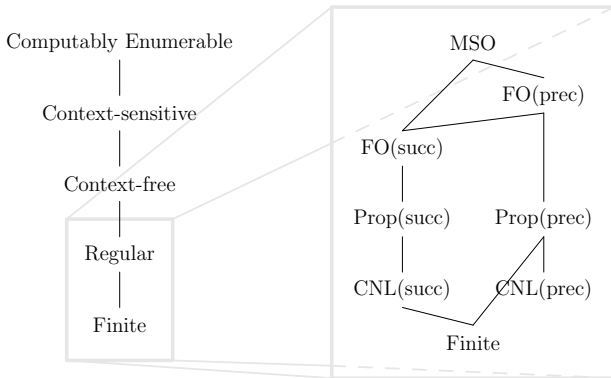 Computably Enumerable
Context-sensitive
Context-free
Regular
Finite
MSO
FO(prec)
FO(succ)
Prop(succ) Prop(prec)
CNL(succ) CNL(prec)
Finite